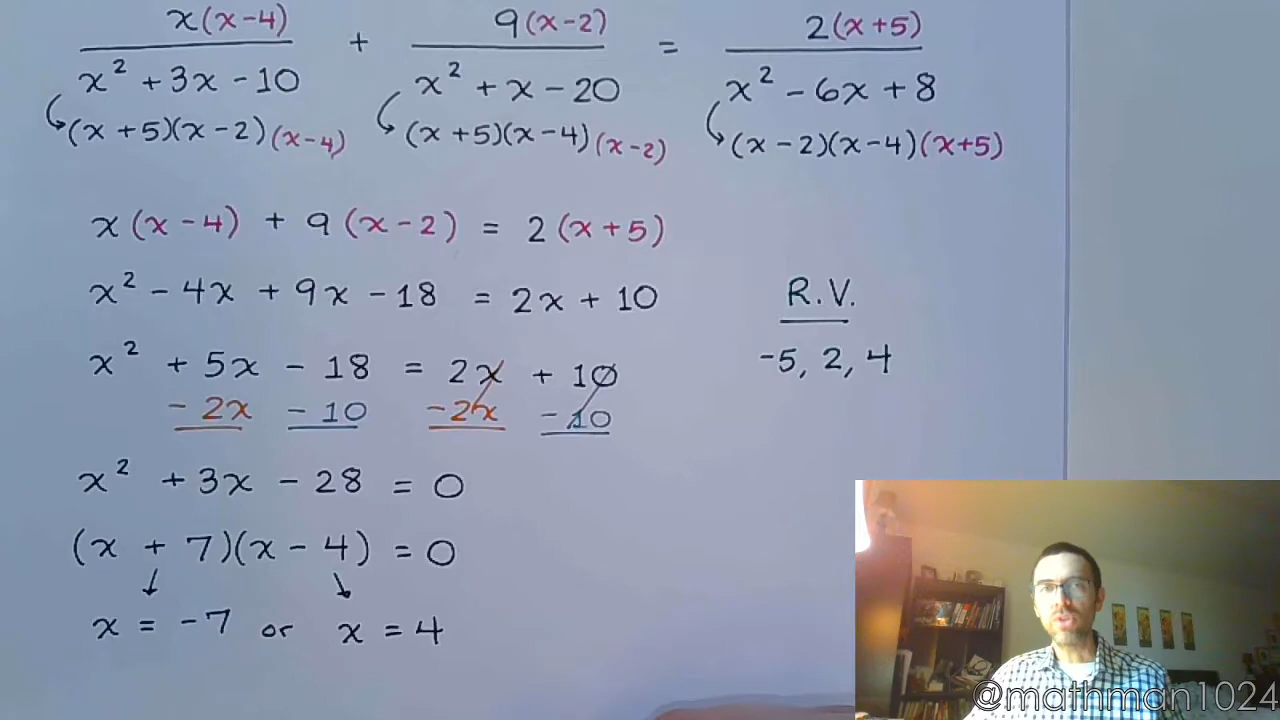 x(x-4) + 9(x-2) = 2(x+5)
x² + 3x - 10   x² + x - 20   x² - 6x + 8
(x+5)(x-2)(x-4)   (x+5)(x-4)(x-2)   (x-2)(x-4)(x+5)
x(x-4) + 9(x-2) = 2(x+5)
x² - 4x + 9x - 18 = 2x + 10
R.V.
x² + 5x - 18 = 2x + 10
-5, 2, 4
-2x -10 -2x -10
x² + 3x - 28 = 0
(x + 7)(x - 4) = 0
x = -7 or x = 4
@mathman1024